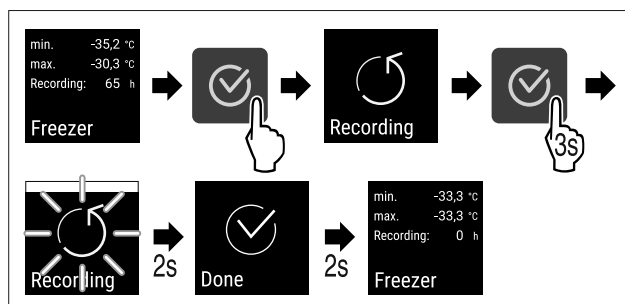 min. -35,2 °C
max. -30,3 °C
Recording: 65 h
Freezer
Recording
3s
Recording
2s
Done
2s
min. -33,3 °C
max. -33,3 °C
Recording: 0 h
Freezer